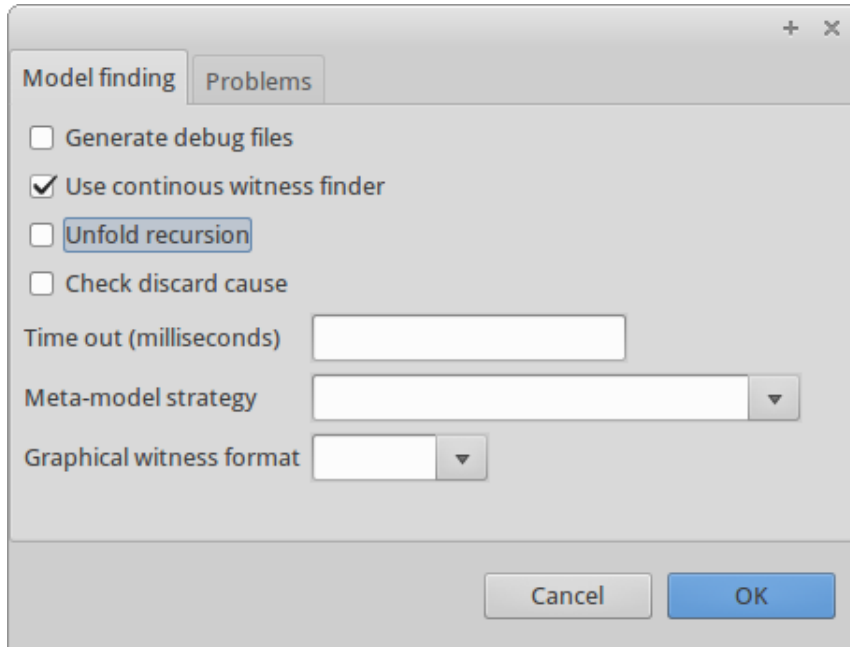 Model finding
Problems
Generate debug files
Use continous witness finder
Unfold recursion
Check discard cause
Time out (milliseconds)
Meta-model strategy
Graphical witness format
Cancel
OK